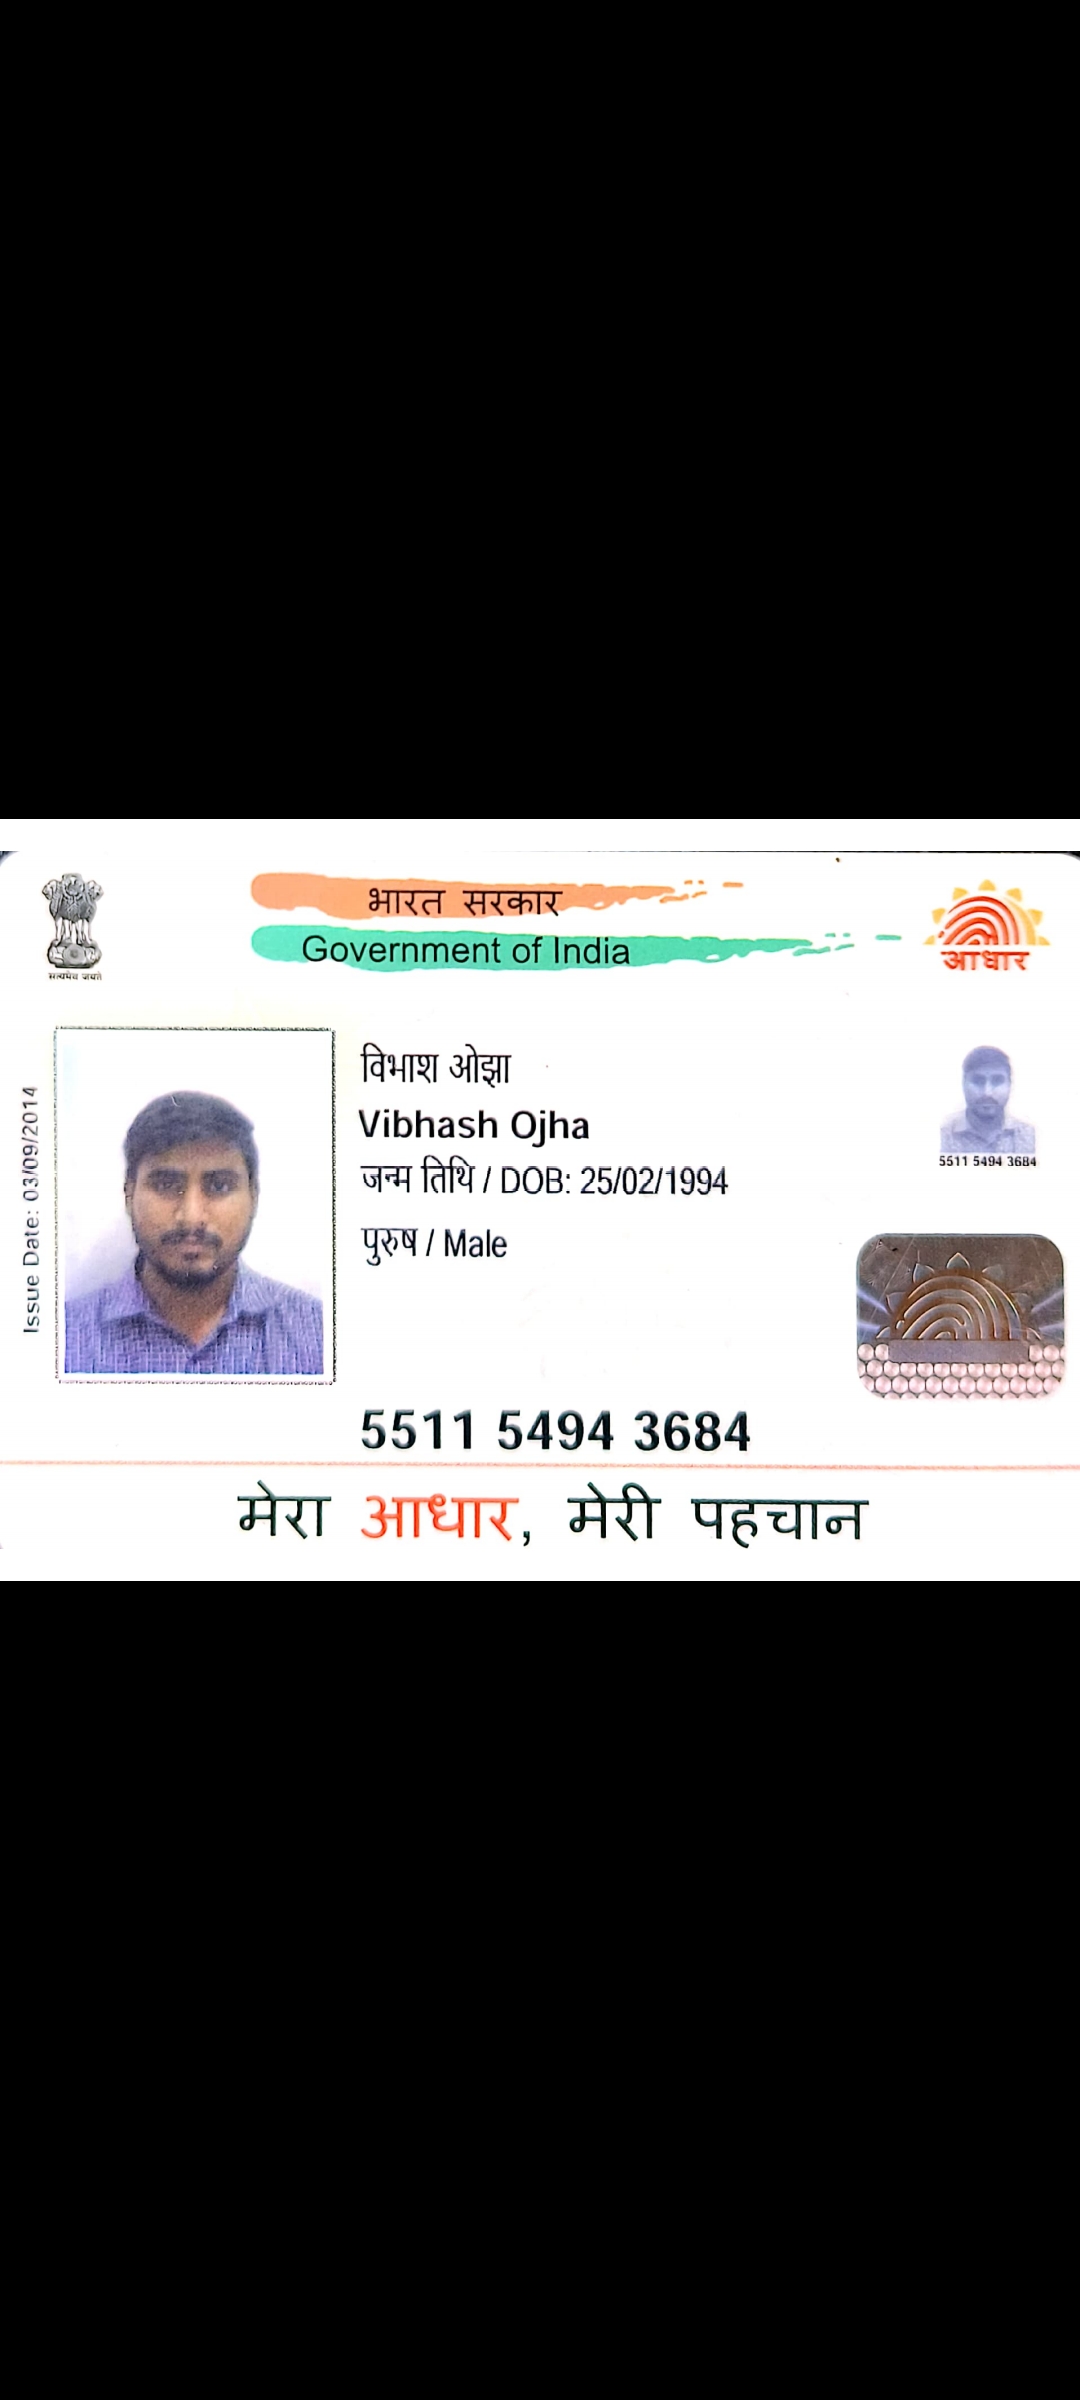 भारत सरकार
Government of India
सत्यमेव जयते
आधार
Issue Date: 03/09/2014
विभाश ओझा
Vibhash Ojha
जन्म तिथि / DOB: 25/02/1994
पुरुष / Male
5511 5494 3684
5511 5494 3684
मेरा आधार, मेरी पहचान